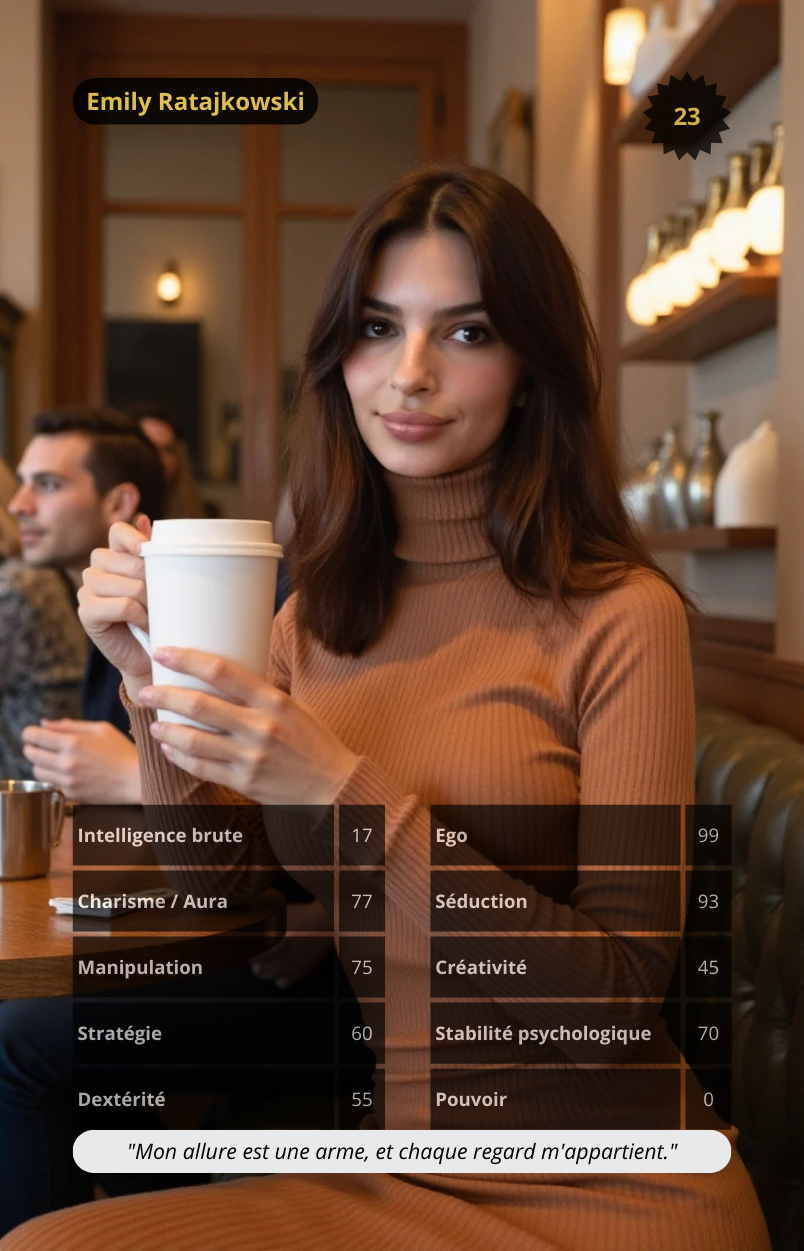 Emily Ratajkowski
23
Intelligence brute 17
Ego 99
Charisme / Aura 77
Séduction 93
Manipulation 75
Créativité 45
Stratégie 60
Stabilité psychologique 70
Dextérité 55
Pouvoir 0
"Mon allure est une arme, et chaque regard m'appartient."